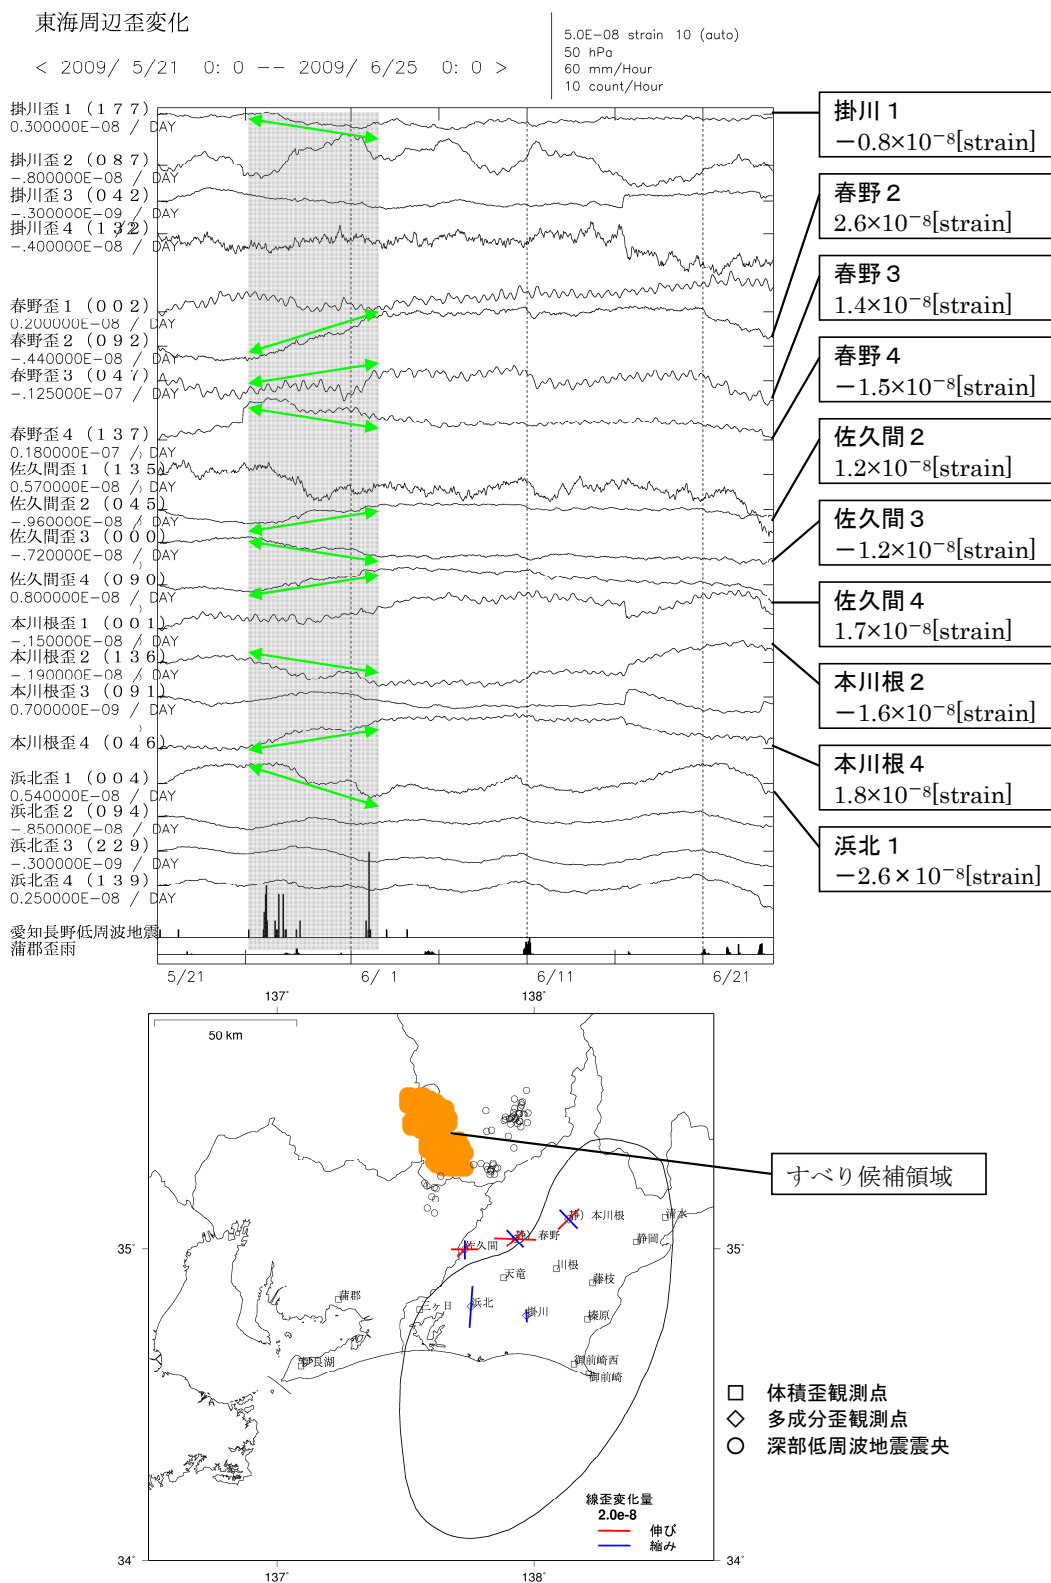 東海周辺歪変化
< 2009/ 5/21 0: 0 -- 2009/ 6/25 0: 0 >
5.0E-08 strain 10 (auto)
50 hPa
60 mm/Hour
10 count/Hour
掛川歪１（１７７）
0.300000E-08 / DAY
掛川歪２（０８７）
-.800000E-08 / DAY
掛川歪３（０４２）
-.300000E-09 / DAY
掛川歪４（１３２）
-.400000E-08 / DAY
春野歪１（００２）
0.200000E-08 / DAY
春野歪２（０９２）
-.440000E-08 / DAY
春野歪３（０４７）
-.125000E-07 / DAY
春野歪４（１３７）
0.180000E-07 / DAY
佐久間歪１（１３５）
0.570000E-08 / DAY
佐久間歪２（０４５）
-.960000E-08 / DAY
佐久間歪３（０００）
-.720000E-08 / DAY
佐久間歪４（０９０）
0.800000E-08 / DAY
本川根歪１（００１）
-.150000E-08 / DAY
本川根歪２（１３６）
-.190000E-08 / DAY
本川根歪３（０９１）
0.700000E-09 / DAY
本川根歪４（０４６）
浜北歪１（００４）
0.540000E-08 / DAY
浜北歪２（０９４）
-.850000E-08 / DAY
浜北歪３（２２９）
-.300000E-09 / DAY
浜北歪４（１３９）
0.250000E-08 / DAY
愛知長野低周波地震
蒲郡歪雨
5/21 6/ 1 6/11 6/21
掛川１
−0.8×10⁻⁸[strain]
春野２
2.6×10⁻⁸[strain]
春野３
1.4×10⁻⁸[strain]
春野４
−1.5×10⁻⁸[strain]
佐久間２
1.2×10⁻⁸[strain]
佐久間３
−1.2×10⁻⁸[strain]
佐久間４
1.7×10⁻⁸[strain]
本川根２
−1.6×10⁻⁸[strain]
本川根４
1.8×10⁻⁸[strain]
浜北１
−2.6×10⁻⁸[strain]
137° 138°
50 km
すべり候補領域
静）本川根
清水
静）春野
静岡
佐久間
35° 35°
川根
天竜
藤枝
蒲郡
三ヶ日
浜北
掛川
榛原
伊良湖
御前崎西
御前崎
□ 体積歪観測点
◇ 多成分歪観測点
○ 深部低周波地震震央
線歪変化量
2.0e-8
伸び
縮み
34° 34°
137° 138°